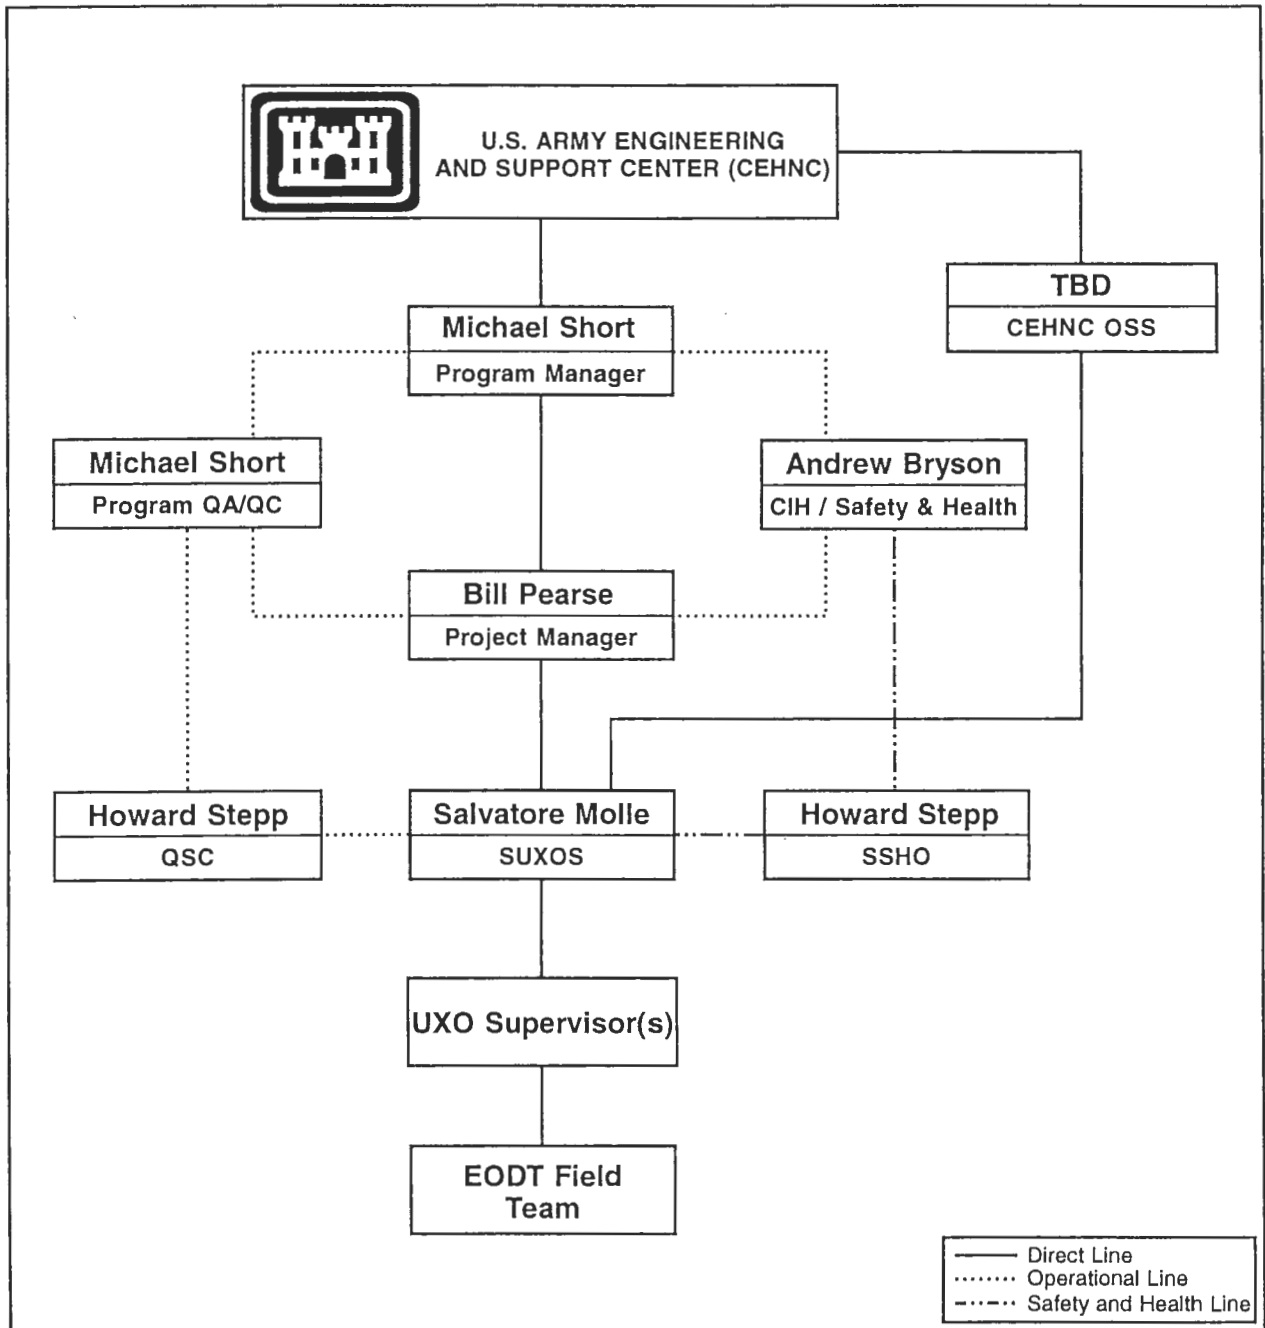 U.S. ARMY ENGINEERING
AND SUPPORT CENTER (CEHNC)
TBD
CEHNC OSS
Michael Short
Program Manager
Michael Short
Program QA/QC
Andrew Bryson
CIH / Safety & Health
Bill Pearse
Project Manager
Howard Stepp
QSC
Salvatore Molle
SUXOS
Howard Stepp
SSHO
UXO Supervisor(s)
EODT Field
Team
Direct Line
Operational Line
Safety and Health Line